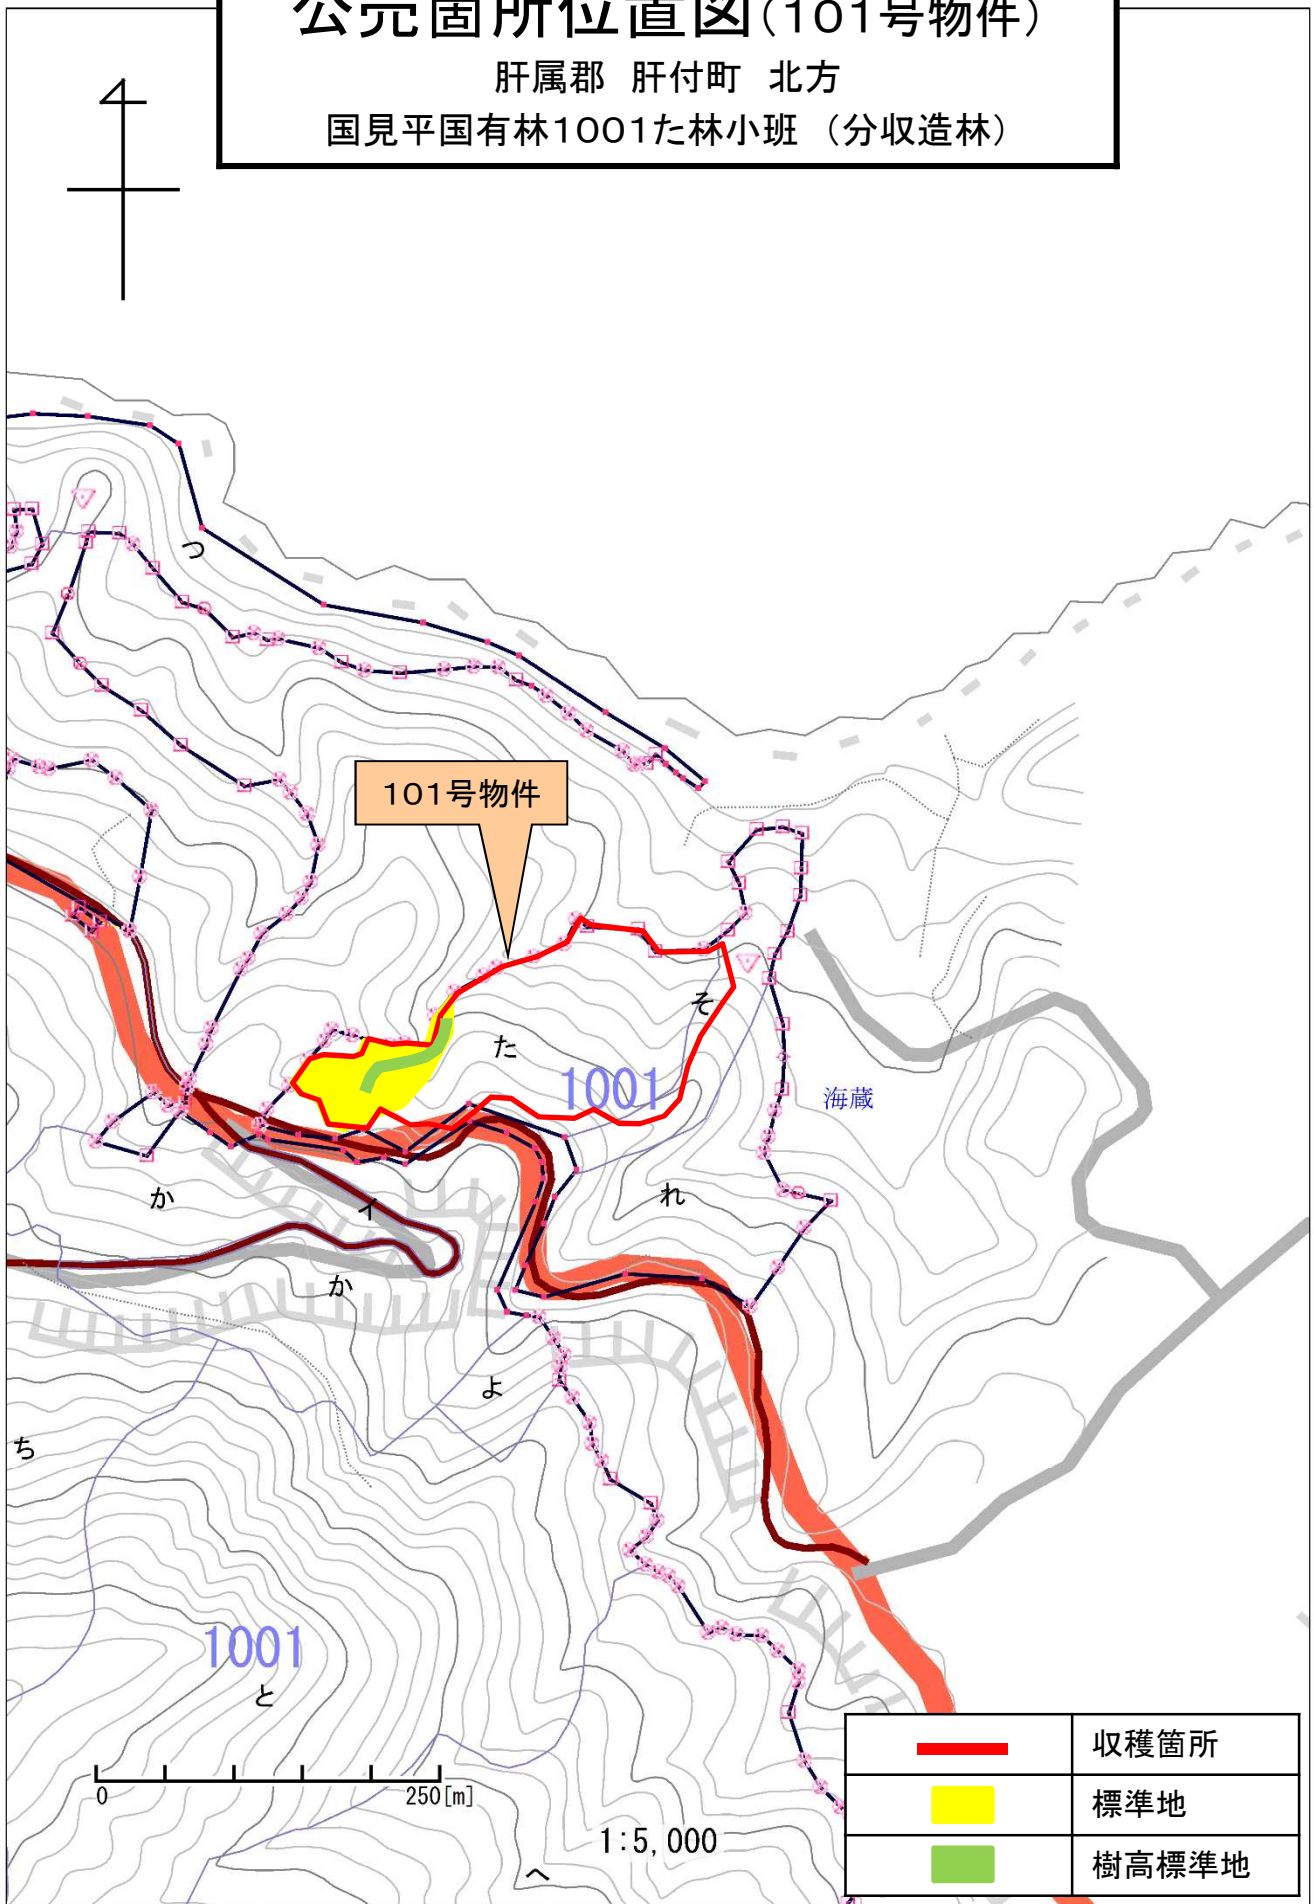 公売箇所位置図(101号物件)
肝属郡 肝付町 北方
国見平国有林1001た林小班 (分収造林)
つ
101号物件
そ
た
1001
海蔵
か
イ
れ
か
よ
ち
1001
と
0 250[m]
1:5,000
へ
収穫箇所
標準地
樹高標準地